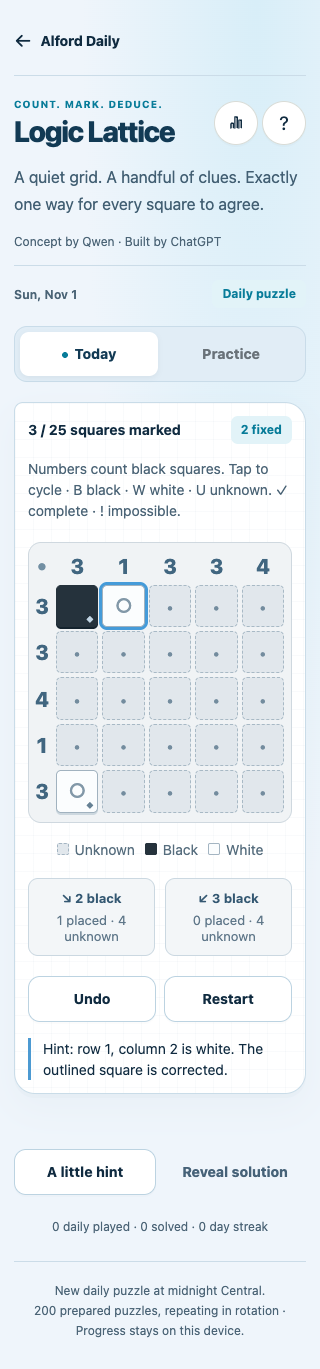 ← Alford Daily
COUNT. MARK. DEDUCE.
Logic Lattice
?
A quiet grid. A handful of clues. Exactly
one way for every square to agree.
Concept by Qwen · Built by ChatGPT
Sun, Nov 1
Daily puzzle
• Today
Practice
3 / 25 squares marked
2 fixed
Numbers count black squares. Tap to
cycle · B black · W white · U unknown. ✓
complete · ! impossible.
3 1 3 3 4
3
3
4
1
3
Unknown Black White
↘ 2 black
1 placed · 4
unknown
↙ 3 black
0 placed · 4
unknown
Undo
Restart
Hint: row 1, column 2 is white. The
outlined square is corrected.
A little hint
Reveal solution
0 daily played · 0 solved · 0 day streak
New daily puzzle at midnight Central.
200 prepared puzzles, repeating in rotation ·
Progress stays on this device.